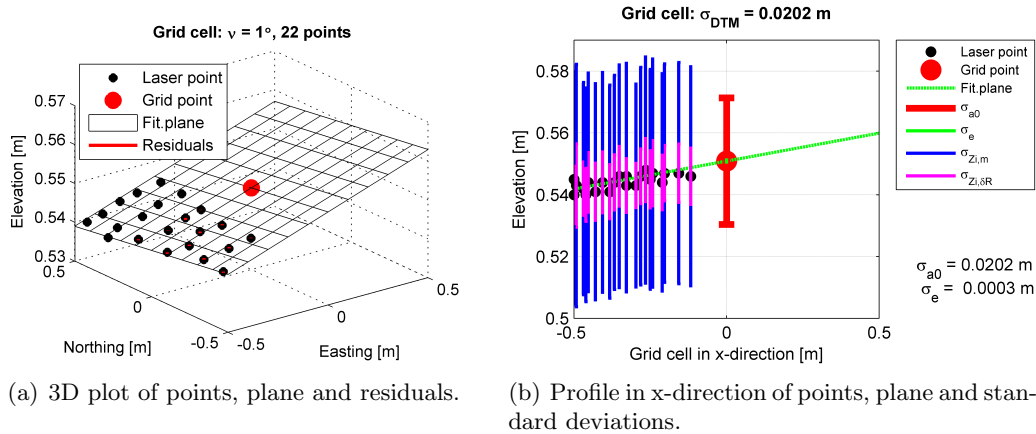 Grid cell: ν = 1°, 22 points
Laser point
Grid point
Fit.plane
Residuals
Elevation [m]
0.57
0.56
0.55
0.54
0.53
0.5
0
-0.5
Northing [m]
-0.5
0
0.5
Easting [m]
(a) 3D plot of points, plane and residuals.
Grid cell: σDTM = 0.0202 m
Elevation [m]
0.58
0.56
0.54
0.52
0.5
-0.5
0
0.5
Grid cell in x-direction [m]
Laser point
Grid point
Fit.plane
σa0
σe
σZi,m
σZi,δR
σa0 = 0.0202 m
σe = 0.0003 m
(b) Profile in x-direction of points, plane and stan-
dard deviations.